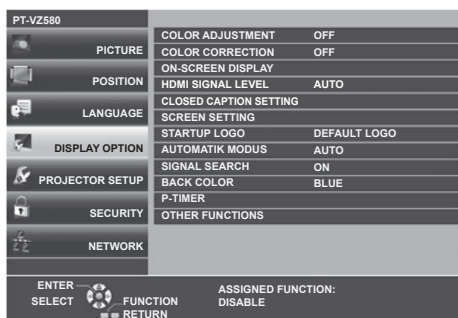 PT-VZ580
PICTURE
POSITION
LANGUAGE
DISPLAY OPTION
PROJECTOR SETUP
SECURITY
NETWORK
COLOR ADJUSTMENT OFF
COLOR CORRECTION OFF
ON-SCREEN DISPLAY
HDMI SIGNAL LEVEL AUTO
CLOSED CAPTION SETTING
SCREEN SETTING
STARTUP LOGO DEFAULT LOGO
AUTOMATIK MODUS AUTO
SIGNAL SEARCH ON
BACK COLOR BLUE
P-TIMER
OTHER FUNCTIONS
ENTER
SELECT
FUNCTION
RETURN
ASSIGNED FUNCTION:
DISABLE